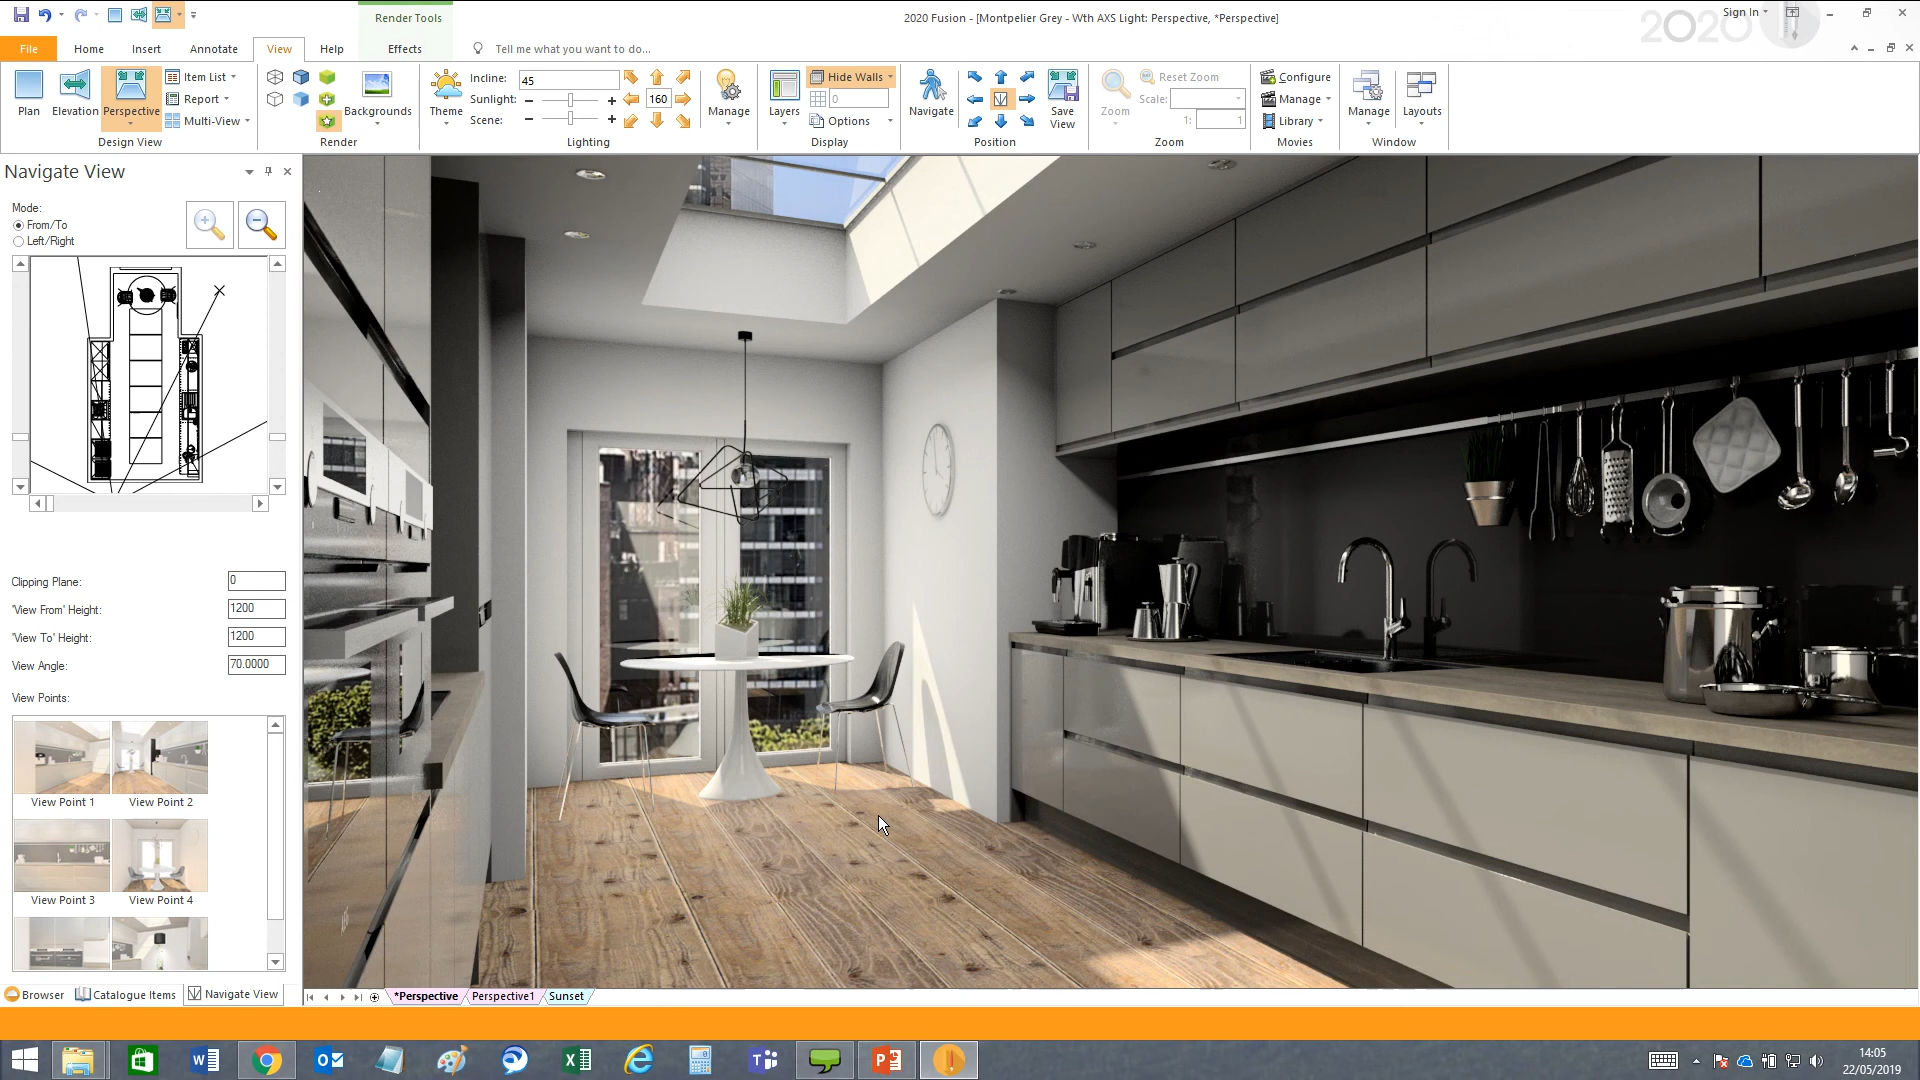 Render Tools
2020 Fusion - [Montpelier Grey - Wth AXS Light: Perspective, *Perspective]
Sign In
2020
File
Home
Insert
Annotate
View
Help
Effects
Tell me what you want to do...
Plan
Elevation
Perspective
Item List
Report
Multi-View
Design View
Backgrounds
Render
Theme
Incline:
45
Sunlight:
160
Scene:
Manage
Lighting
Layers
Hide Walls
0
Options
Display
Navigate
Save
View
Position
Zoom
Reset Zoom
Scale:
1:
1
Zoom
Configure
Manage
Library
Movies
Manage
Layouts
Window
Navigate View
Mode:
From/To
Left/Right
Clipping Plane:
0
'View From' Height:
1200
'View To' Height:
1200
View Angle:
70.0000
View Points:
View Point 1
View Point 2
View Point 3
View Point 4
Browser
Catalogue Items
Navigate View
*Perspective
Perspective1
Sunset
14:05
22/05/2019